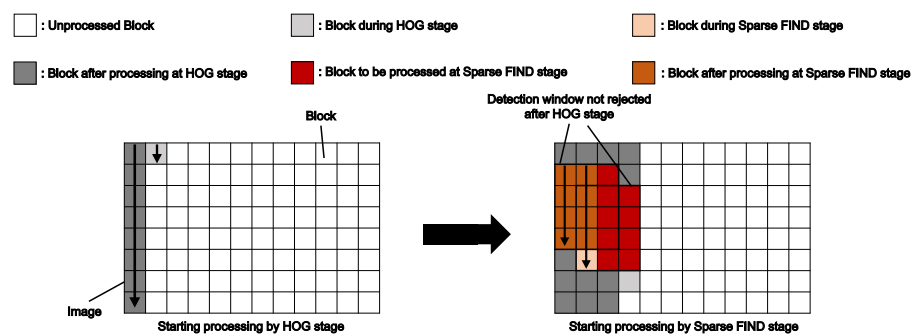 : Unprocessed Block
: Block during HOG stage
: Block during Sparse FIND stage
: Block after processing at HOG stage
: Block to be processed at Sparse FIND stage
: Block after processing at Sparse FIND stage
Block
Detection window not rejected
after HOG stage
Image
Starting processing by HOG stage
Starting processing by Sparse FIND stage